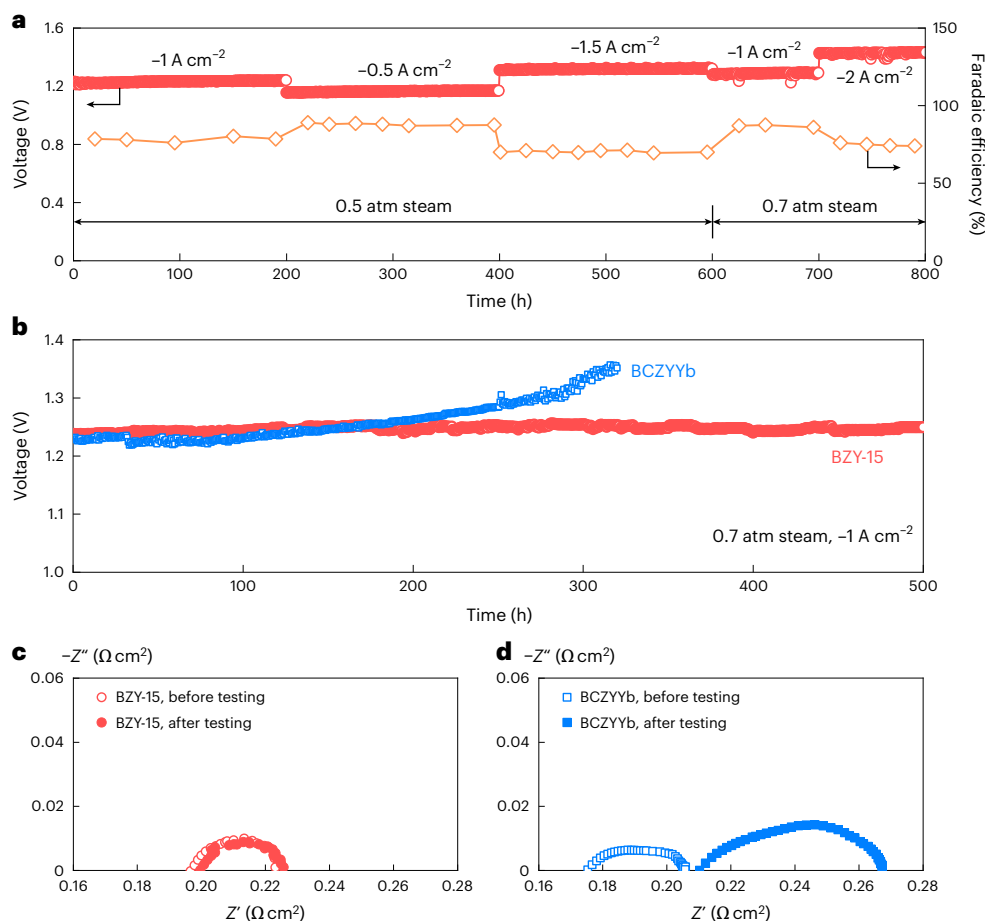 a
1.6
1.2
0.8
0.4
0
Voltage (V)
−1 A cm−2
−0.5 A cm−2
−1.5 A cm−2
−1 A cm−2
−2 A cm−2
150
100
50
0
Faradaic efficiency (%)
0.5 atm steam
0.7 atm steam
0 100 200 300 400 500 600 700 800
Time (h)
b
1.4
1.3
1.2
1.1
1.0
Voltage (V)
BCZYYb
BZY-15
0.7 atm steam, −1 A cm−2
0 100 200 300 400 500
Time (h)
c
−Z″ (Ω cm2)
0.06
0.04
0.02
0
BZY-15, before testing
BZY-15, after testing
0.16 0.20 0.22 0.24 0.26 0.28
Z′ (Ω cm2)
d
−Z″ (Ω cm2)
0.06
0.04
0.02
0
BCZYYb, before testing
BCZYYb, after testing
0.16 0.20 0.22 0.24 0.26 0.28
Z′ (Ω cm2)